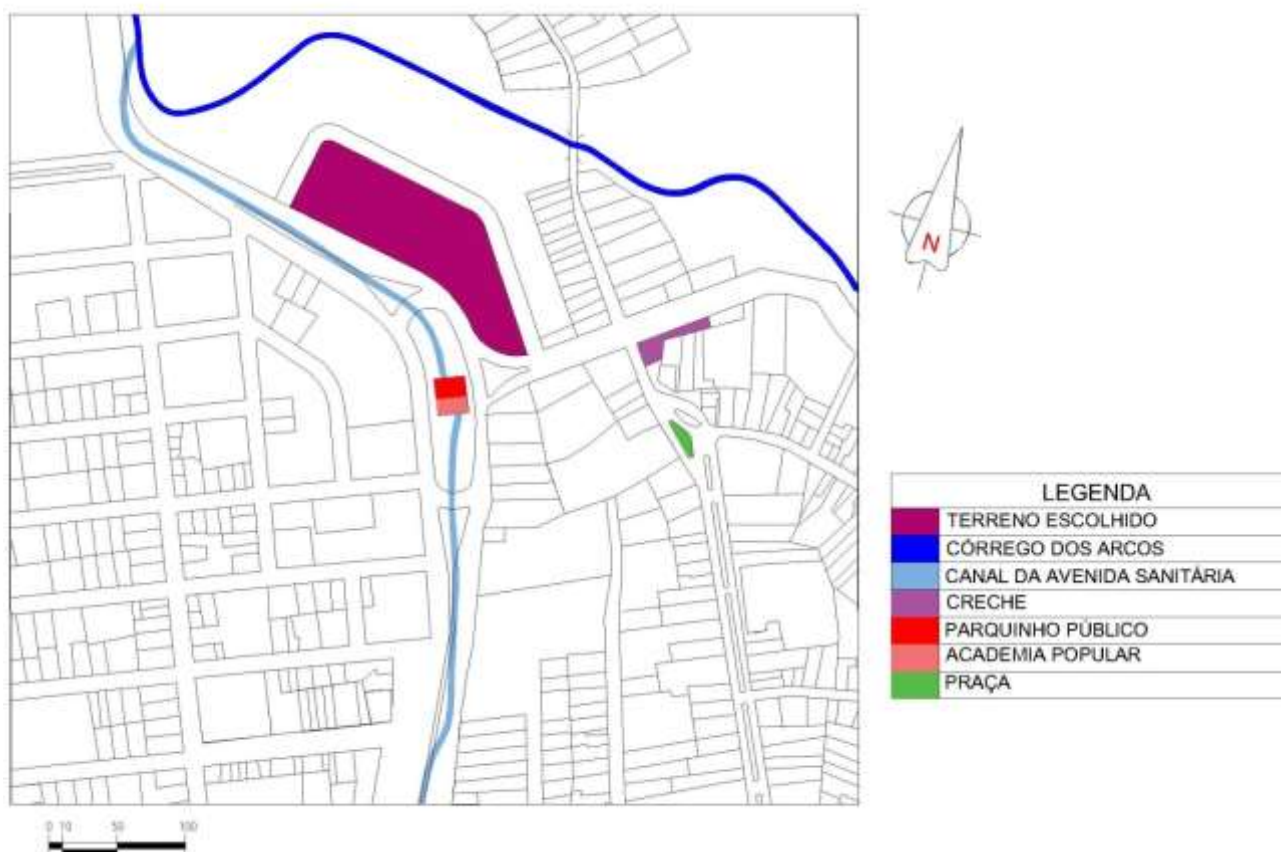 N
LEGENDA
TERRENO ESCOLHIDO
CÓRREGO DOS ARCOS
CANAL DA AVENIDA SANITÁRIA
CRECHE
PARQUINHO PÚBLICO
ACADEMIA POPULAR
PRAÇA
0 10 50 100